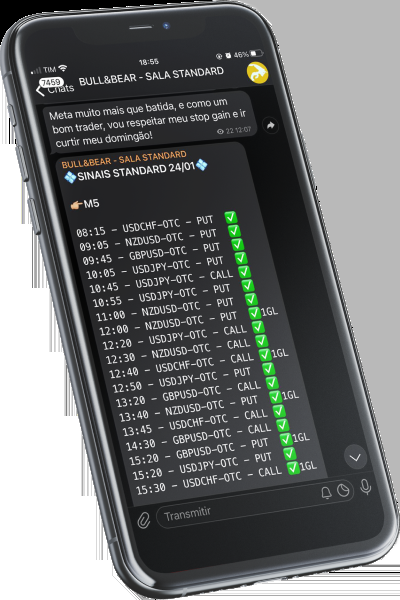 TIM 18:55 46%
7459
Chats BULL&BEAR - SALA STANDARD
Meta muito mais que batida, e como um
bom trader, vou respeitar meu stop gain e ir
curtir meu domingão!
22 12:07
BULL&BEAR - SALA STANDARD
💠SINAIS STANDARD 24/01💠
👉🏼M5
08:15 – USDCHF-OTC – PUT ✅
09:05 – NZDUSD-OTC – PUT ✅
09:45 – GBPUSD-OTC – PUT ✅
10:05 – USDJPY-OTC – PUT ✅
10:45 – USDJPY-OTC – CALL ✅
10:55 – USDJPY-OTC – PUT ✅
11:00 – NZDUSD-OTC – PUT ✅
12:00 – NZDUSD-OTC – PUT ✅1GL
12:20 – USDJPY-OTC – CALL ✅
12:30 – NZDUSD-OTC – CALL ✅
12:40 – USDCHF-OTC – CALL ✅1GL
12:50 – USDJPY-OTC – PUT ✅
13:20 – GBPUSD-OTC – CALL ✅
13:40 – NZDUSD-OTC – PUT ✅1GL
13:45 – USDCHF-OTC – CALL ✅
14:30 – GBPUSD-OTC – CALL ✅
15:20 – GBPUSD-OTC – PUT ✅1GL
15:20 – USDJPY-OTC – PUT ✅
15:30 – USDCHF-OTC – CALL ✅1GL
Transmitir